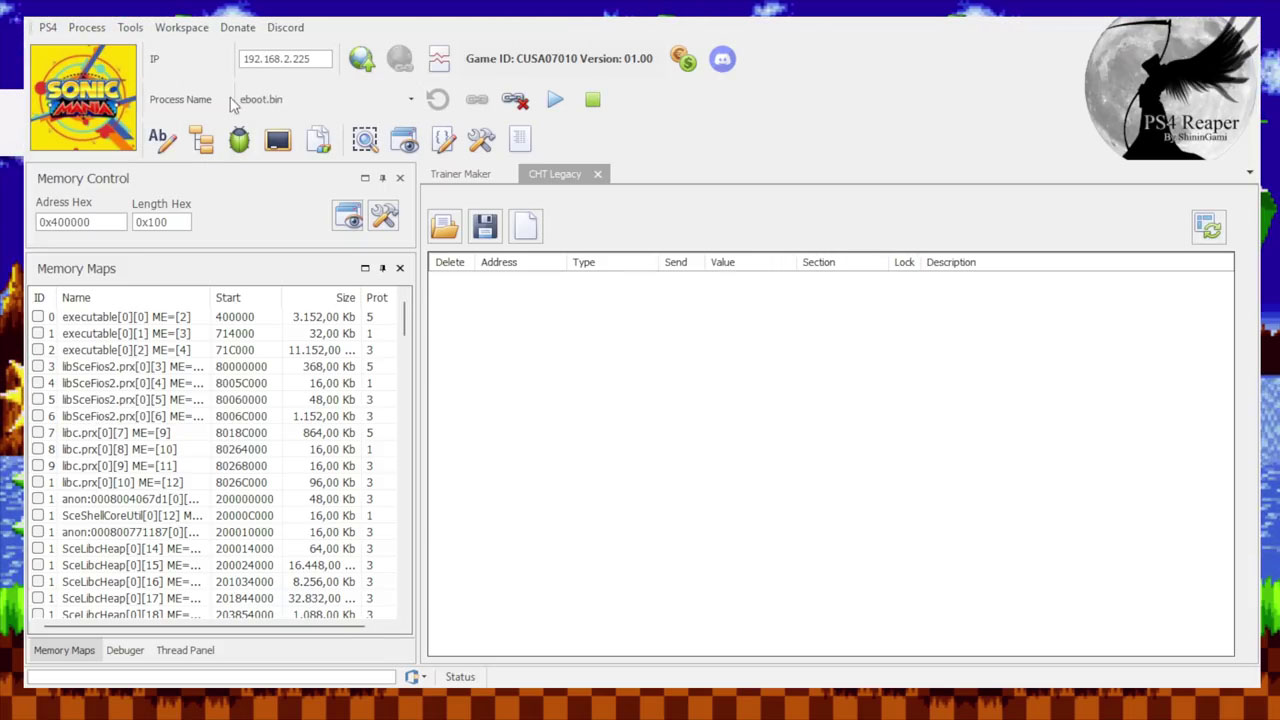 PS4 Process Tools Workspace Donate Discord
SONIC MANIA
IP 192.168.2.225 Game ID: CUSA07010 Version: 01.00
Process Name eboot.bin
Ab
PS4 Reaper
By ShininGami
Memory Control
Adress Hex Length Hex
0x400000 0x100
Trainer Maker CHT Legacy
Delete Address Type Send Value Section Lock Description
Memory Maps
ID Name Start Size Prot
0 executable[0][0] ME=[2] 400000 3.152,00 Kb 5
1 executable[0][1] ME=[3] 714000 32,00 Kb 1
2 executable[0][2] ME=[4] 71C000 11.152,00 ... 3
3 libSceFios2.prx[0][3] ME=... 80000000 368,00 Kb 5
4 libSceFios2.prx[0][4] ME=... 8005C000 16,00 Kb 1
5 libSceFios2.prx[0][5] ME=... 80060000 48,00 Kb 3
6 libSceFios2.prx[0][6] ME=... 8006C000 1.152,00 Kb 3
7 libc.prx[0][7] ME=[9] 8018C000 864,00 Kb 5
8 libc.prx[0][8] ME=[10] 80264000 16,00 Kb 1
9 libc.prx[0][9] ME=[11] 80268000 16,00 Kb 3
1 libc.prx[0][10] ME=[12] 8026C000 96,00 Kb 3
1 anon:0008004067d1[0][... 200000000 48,00 Kb 3
1 SceShellCoreUtil[0][12] M... 20000C000 16,00 Kb 1
1 anon:000800771187[0][... 200010000 16,00 Kb 3
1 SceLibcHeap[0][14] ME=... 200014000 64,00 Kb 3
1 SceLibcHeap[0][15] ME=... 200024000 16.448,00 ... 3
1 SceLibcHeap[0][16] ME=... 201034000 8.256,00 Kb 3
1 SceLibcHeap[0][17] ME=... 201844000 32.832,00 ... 3
1 SceLibcHeap[0][18] ME=... 203854000 1.088,00 Kb 3
Memory Maps Debuger Thread Panel
Status